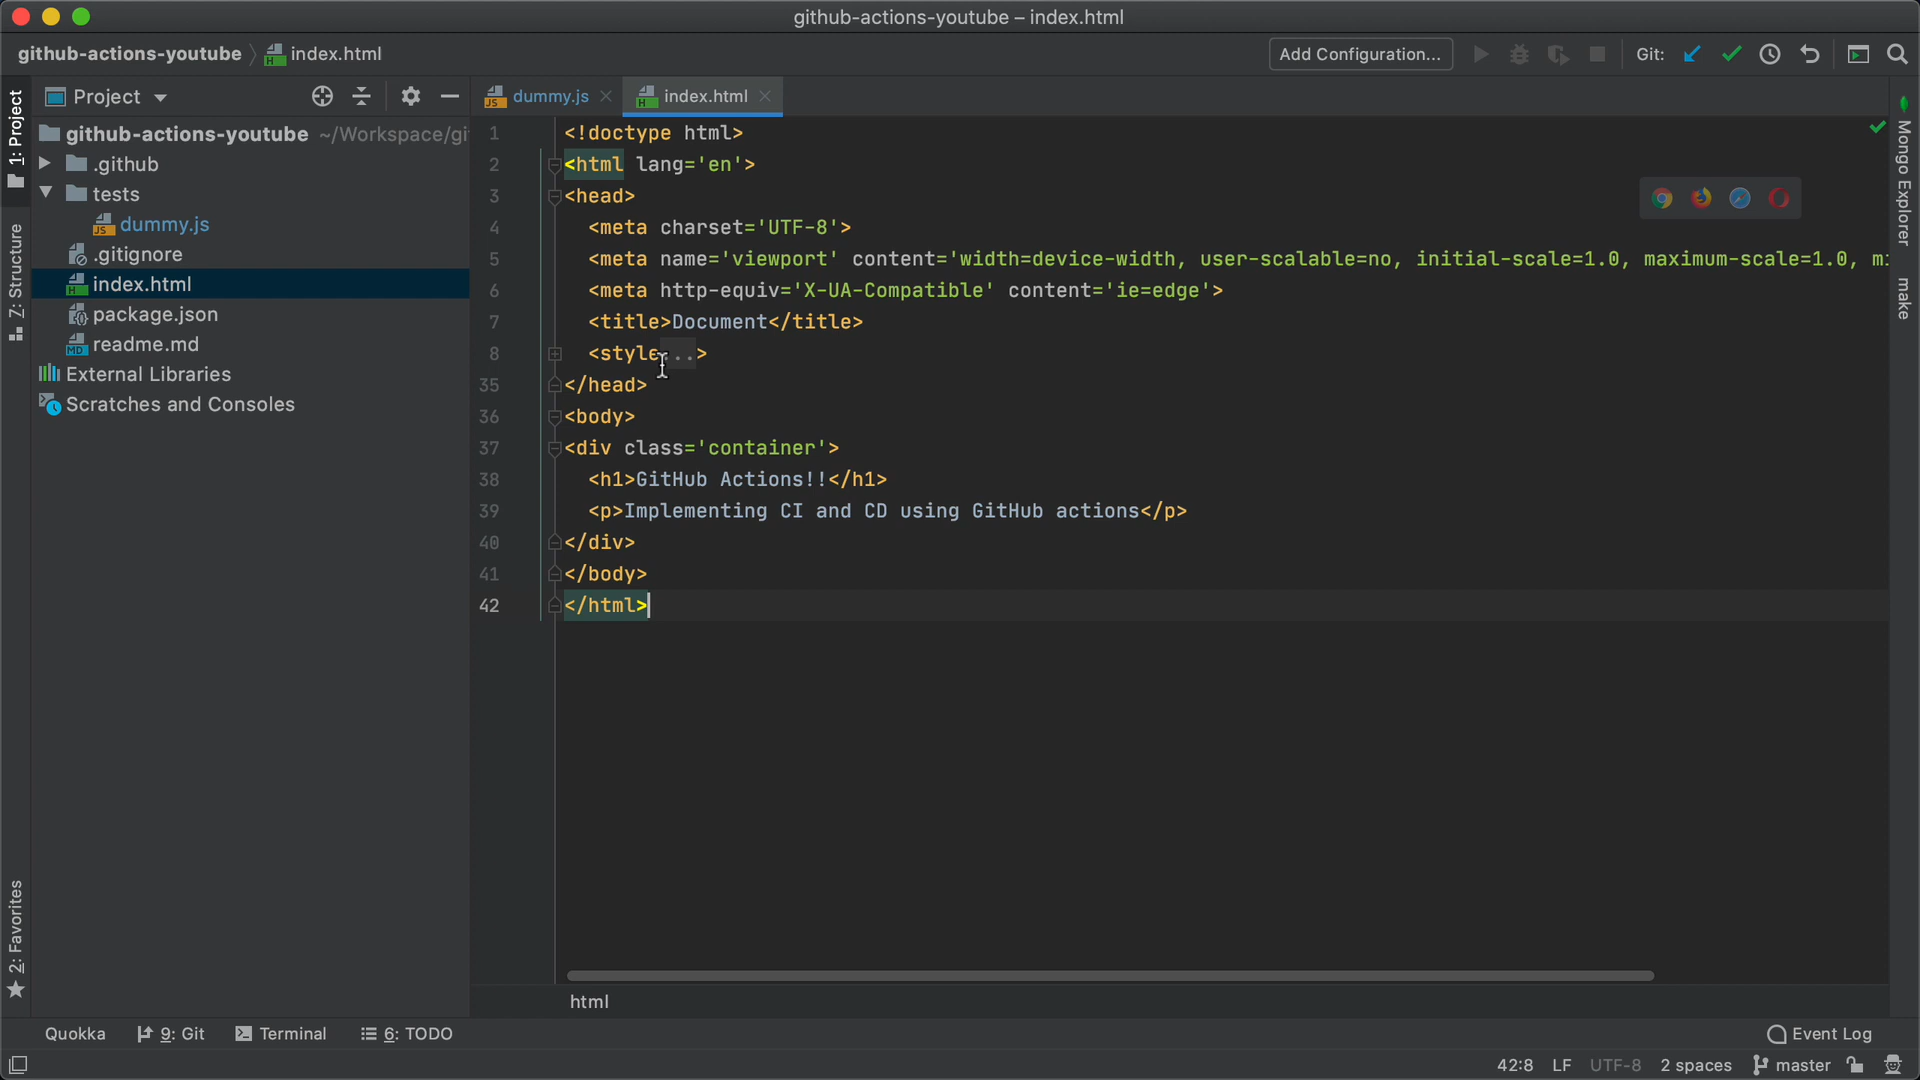 github-actions-youtube – index.html
github-actions-youtube index.html
Add Configuration...
Git:
1: Project
Z: Structure
2: Favorites
Project
github-actions-youtube ~/Workspace/gi
.github
tests
dummy.js
.gitignore
index.html
package.json
readme.md
External Libraries
Scratches and Consoles
dummy.js
index.html
1 <!doctype html>
2 <html lang='en'>
3 <head>
4 <meta charset='UTF-8'>
5 <meta name='viewport' content='width=device-width, user-scalable=no, initial-scale=1.0, maximum-scale=1.0, mi
6 <meta http-equiv='X-UA-Compatible' content='ie=edge'>
7 <title>Document</title>
8 <style...>
35 </head>
36 <body>
37 <div class='container'>
38 <h1>GitHub Actions!!</h1>
39 <p>Implementing CI and CD using GitHub actions</p>
40 </div>
41 </body>
42 </html>
html
Mongo Explorer
make
Quokka
9: Git
Terminal
6: TODO
Event Log
42:8
LF
UTF-8
2 spaces
master